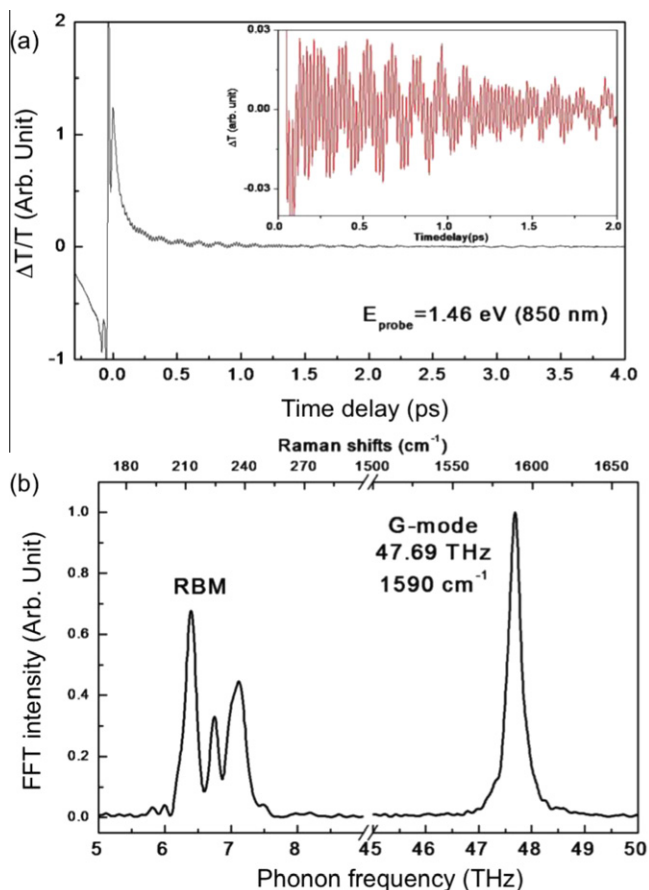 (a)
2
1
0
-1
ΔT/T (Arb. Unit)
0.03
0.00
-0.03
ΔT (arb. unit)
0.0 0.5 1.0 1.5 2.0
Timedelay(ps)
E probe =1.46 eV (850 nm)
0.0 0.5 1.0 1.5 2.0 2.5 3.0 3.5 4.0
Time delay (ps)
Raman shifts (cm-1)
180 210 240 270 1500 1550 1600 1650
(b)
1.0
0.8
0.6
0.4
0.2
0.0
FFT intensity (Arb. Unit)
RBM
G-mode
47.69 THz
1590 cm-1
5 6 7 8 45 46 47 48 49 50
Phonon frequency (THz)